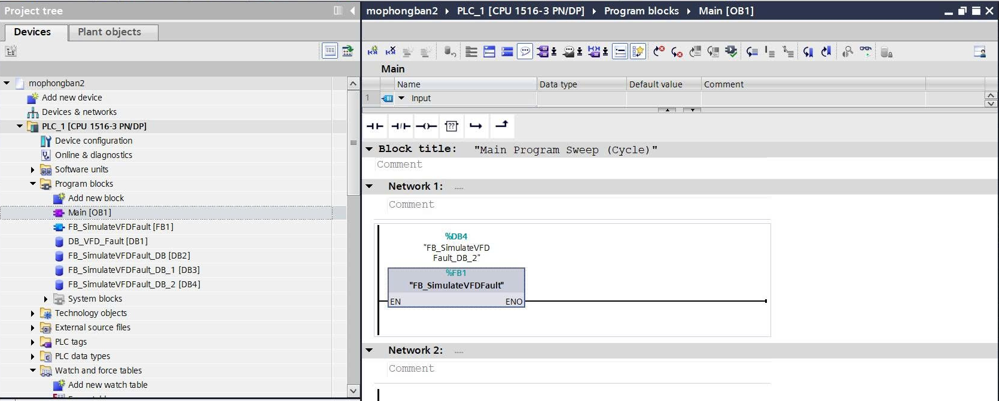 Project tree
Devices
Plant objects
mophongban2
Add new device
Devices & networks
PLC_1 [CPU 1516-3 PN/DP]
Device configuration
Online & diagnostics
Software units
Program blocks
Add new block
Main [OB1]
FB_SimulateVFDFault [FB1]
DB_VFD_Fault [DB1]
FB_SimulateVFDFault_DB [DB2]
FB_SimulateVFDFault_DB_1 [DB3]
FB_SimulateVFDFault_DB_2 [DB4]
System blocks
Technology objects
External source files
PLC tags
PLC data types
Watch and force tables
Add new watch table
mophongban2 PLC_1 [CPU 1516-3 PN/DP] Program blocks Main [OB1]
Main
Name Data type Default value Comment
1 Input
??
Block title: "Main Program Sweep (Cycle)"
Comment
Network 1: .....
Comment
%DB4
"FB_SimulateVFD
Fault_DB_2"
%FB1
"FB_SimulateVFDFault"
EN ENO
Network 2: .....
Comment